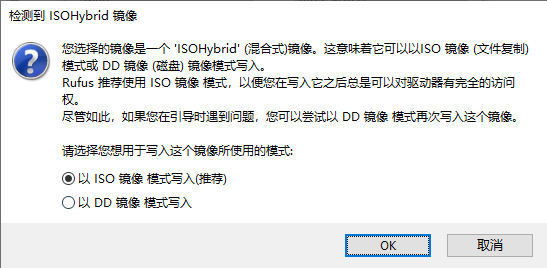 检测到 ISOHybrid 镜像
您选择的镜像是一个 'ISOHybrid' (混合式)镜像。这意味着它可以以ISO 镜像 (文件复制)
模式或 DD 镜像 (磁盘) 镜像模式写入。
Rufus 推荐使用 ISO 镜像 模式，以便您在写入它之后总是可以对驱动器有完全的访问
权。
尽管如此，如果您在引导时遇到问题，您可以尝试以 DD 镜像 模式再次写入这个镜像。
请选择您想用于写入这个镜像所使用的模式:
以 ISO 镜像 模式写入(推荐)
以 DD 镜像 模式写入
OK
取消